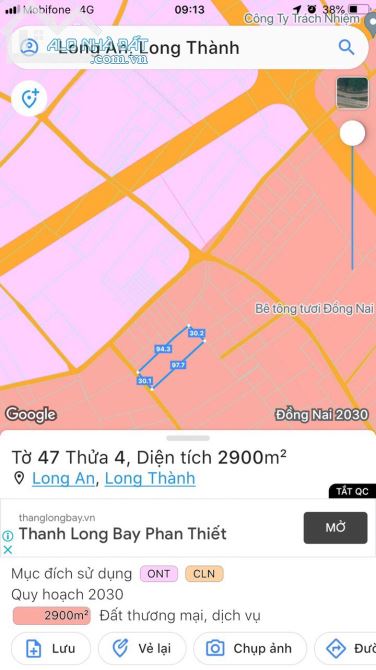 Mobifone 4G 09:13 38%
Công Ty Trách Nhiệm
Long An, Long Thành
ALO NHÀ ĐẤT
.com.vn
Bê tông tươi Đồng Nai
30.2
94.3
97.7
30.1
Google
Đồng Nai 2030
Tờ 47 Thửa 4, Diện tích 2900m²
Long An, Long Thành
TẮT QC
thanglongbay.vn
Thanh Long Bay Phan Thiết
MỞ
Mục đích sử dụng ONT CLN
Quy hoạch 2030
2900m² Đất thương mại, dịch vụ
Lưu
Vẽ lại
Chụp ảnh
Đườ